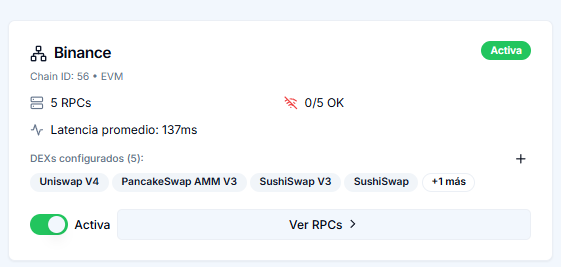 Binance
Activa
Chain ID: 56 • EVM
5 RPCs
0/5 OK
Latencia promedio: 137ms
DEXs configurados (5):
Uniswap V4
PancakeSwap AMM V3
SushiSwap V3
SushiSwap
+1 más
Activa
Ver RPCs